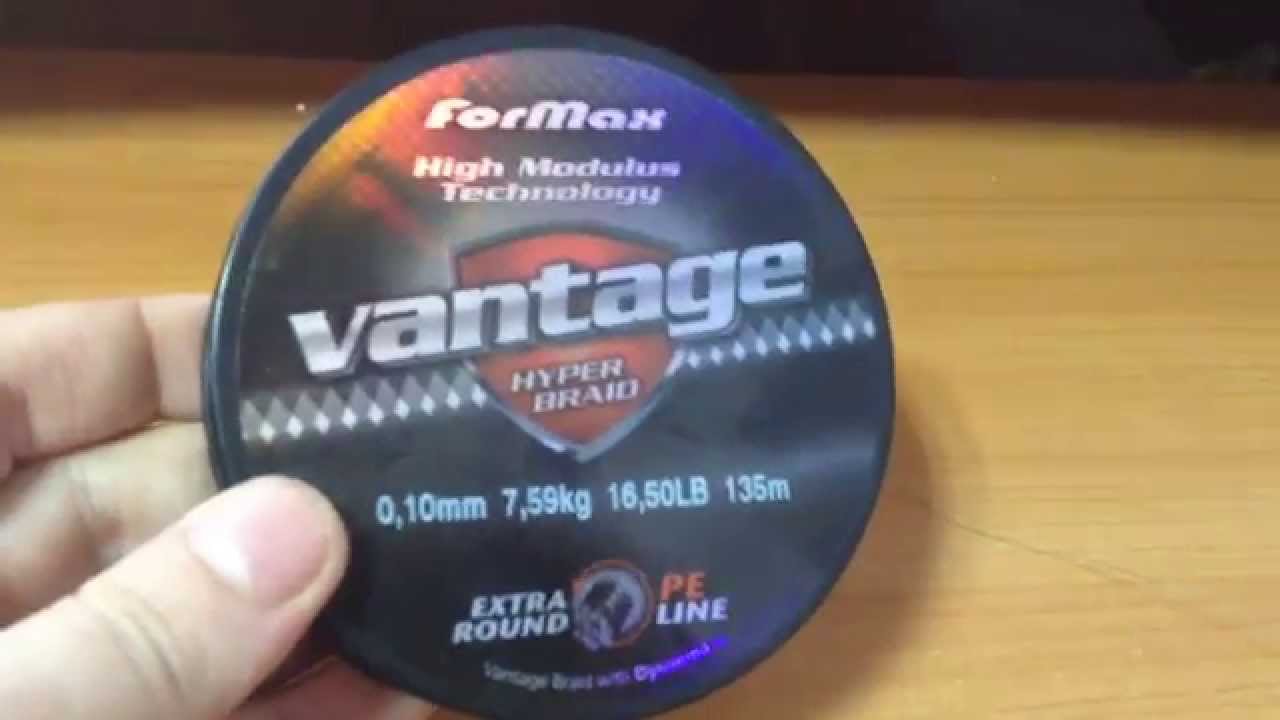 ForMax
High Modulus
Technology
vantage
HYPER
BRAID
0,10mm 7,59kg 16,50LB 135m
EXTRA ROUND
PE LINE
Vantage Braid with